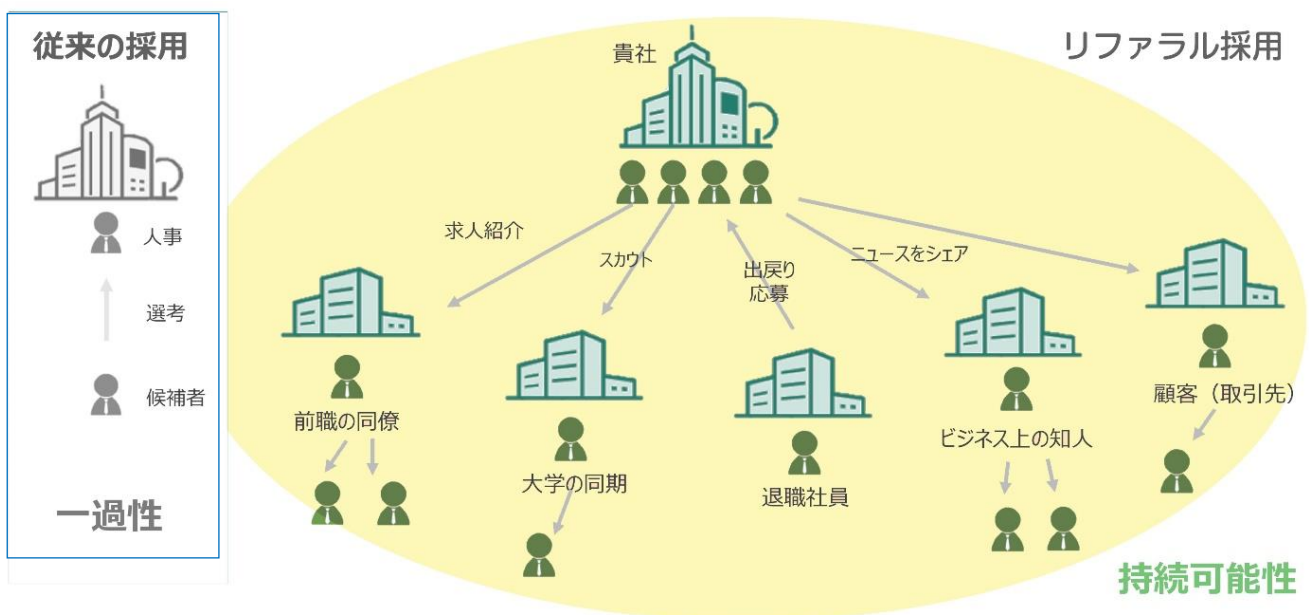 従来の採用
人事
選考
候補者
一過性
リファラル採用
貴社
求人紹介
スカウト
出戻り
応募
ニュースをシェア
前職の同僚
大学の同期
退職社員
ビジネス上の知人
顧客（取引先）
持続可能性